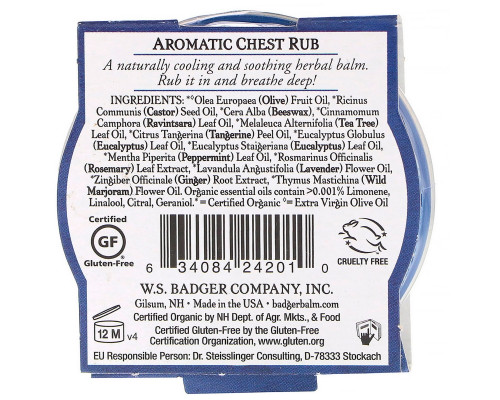 AROMATIC CHEST RUB
A naturally cooling and soothing herbal balm.
Rub it in and breathe deep!
INGREDIENTS: *◊Olea Europaea (Olive) Fruit Oil, *Ricinus
Communis (Castor) Seed Oil, *Cera Alba (Beeswax), *Cinnamomum
Camphora (Ravintsara) Leaf Oil, *Melaleuca Alternifolia (Tea Tree)
Leaf Oil, *Citrus Tangerina (Tangerine) Peel Oil, *Eucalyptus Globulus
(Eucalyptus) Leaf Oil, *Eucalyptus Staigeriana (Eucalyptus) Leaf Oil,
*Mentha Piperita (Peppermint) Leaf Oil, *Rosmarinus Officinalis
(Rosemary) Leaf Extract, *Lavandula Angustifolia (Lavender) Flower Oil,
*Zingiber Officinale (Ginger) Root Extract, *Thymus Mastichina (Wild
Marjoram) Flower Oil. Organic essential oils contain >0.001% Limonene,
Linalool, Citral, Geraniol. * = Certified Organic ◊= Extra Virgin Olive Oil
Certified
GF
Gluten-Free
6 34084 24201 0
CRUELTY FREE
W.S. BADGER COMPANY, INC.
Gilsum, NH • Made in the USA • badgerbalm.com
Certified Organic by NH Dept. of Agr. Mkts., & Food
Certified Gluten-Free by the Gluten-Free
Certification Organization, www.gluten.org
12 M v4
EU Responsible Person: Dr. Steisslinger Consulting, D-78333 Stockach